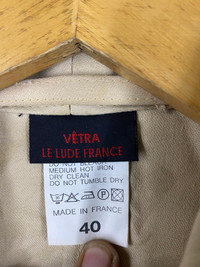 VÊTRA
LE LUDE FRANCE
DO NOT BLEACH
MEDIUM HOT IRON
DRY CLEAN
DO NOT TUMBLE DRY
MADE IN FRANCE
40